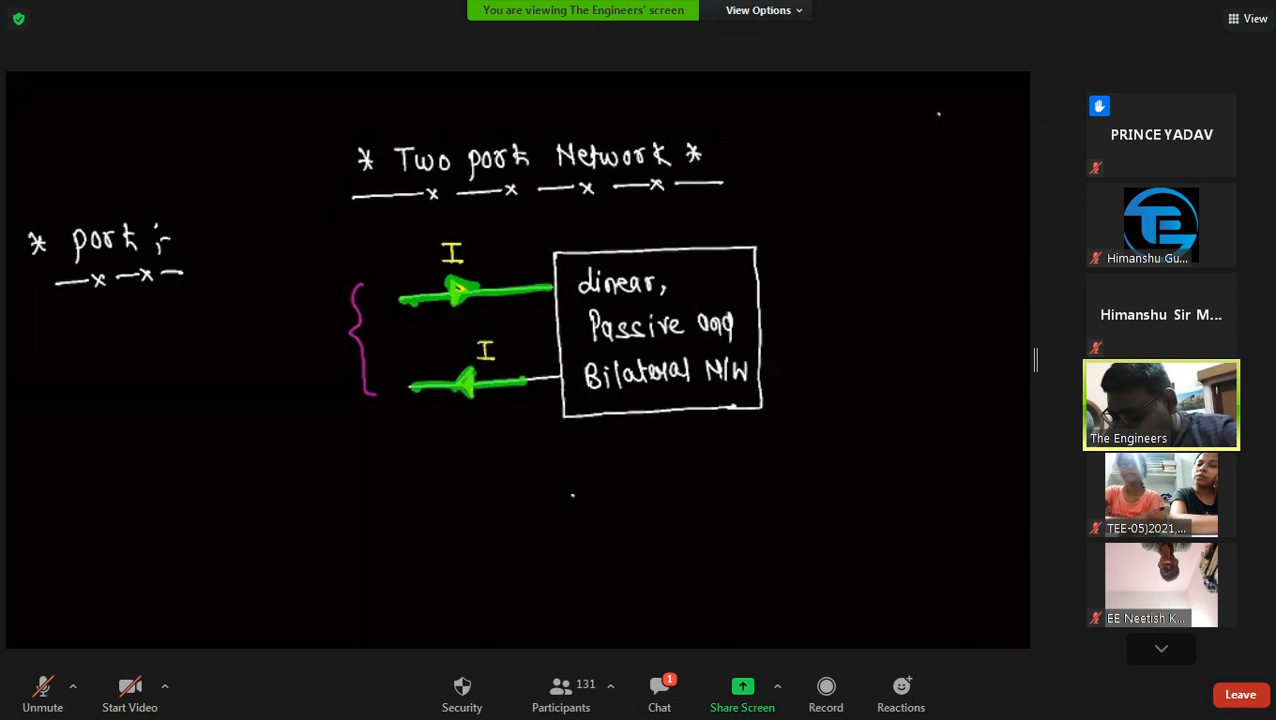 You are viewing The Engineers' screen
View Options
View
* Two port Network *
* port :-
I
I
Linear,
Passive and
Bilateral N/W
PRINCE YADAV
TE
Himanshu Gu...
Himanshu Sir M...
The Engineers
TEE-05)2021,...
EE Neetish K...
Unmute
Start Video
Security
131
Participants
1
Chat
Share Screen
Record
Reactions
Leave